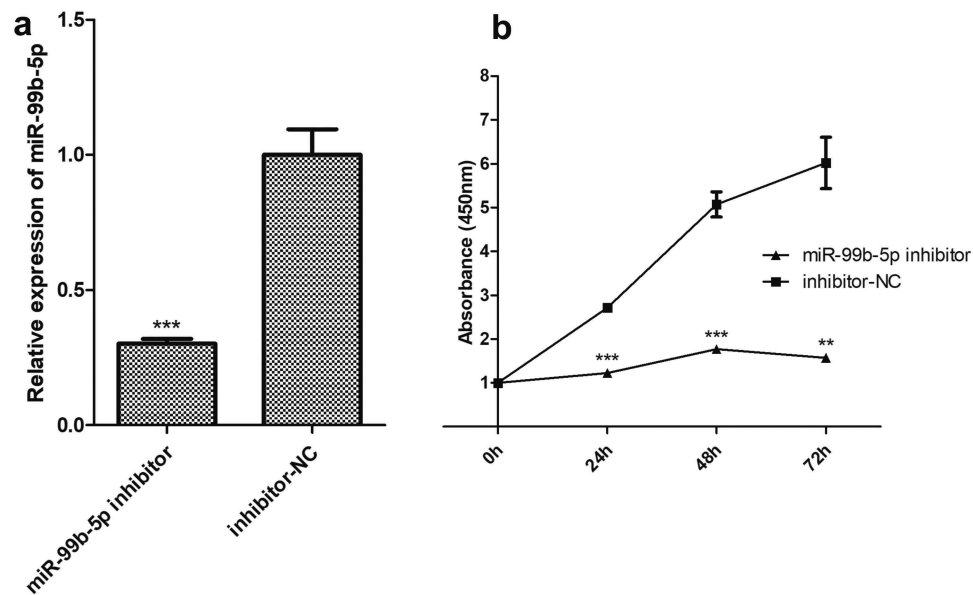 a
Relative expression of miR-99b-5p
1.5
1.0
0.5
0.0
***
miR-99b-5p inhibitor
inhibitor-NC
b
Absorbance (450nm)
8
7
6
5
4
3
2
1
***
***
**
miR-99b-5p inhibitor
inhibitor-NC
0h
24h
48h
72h